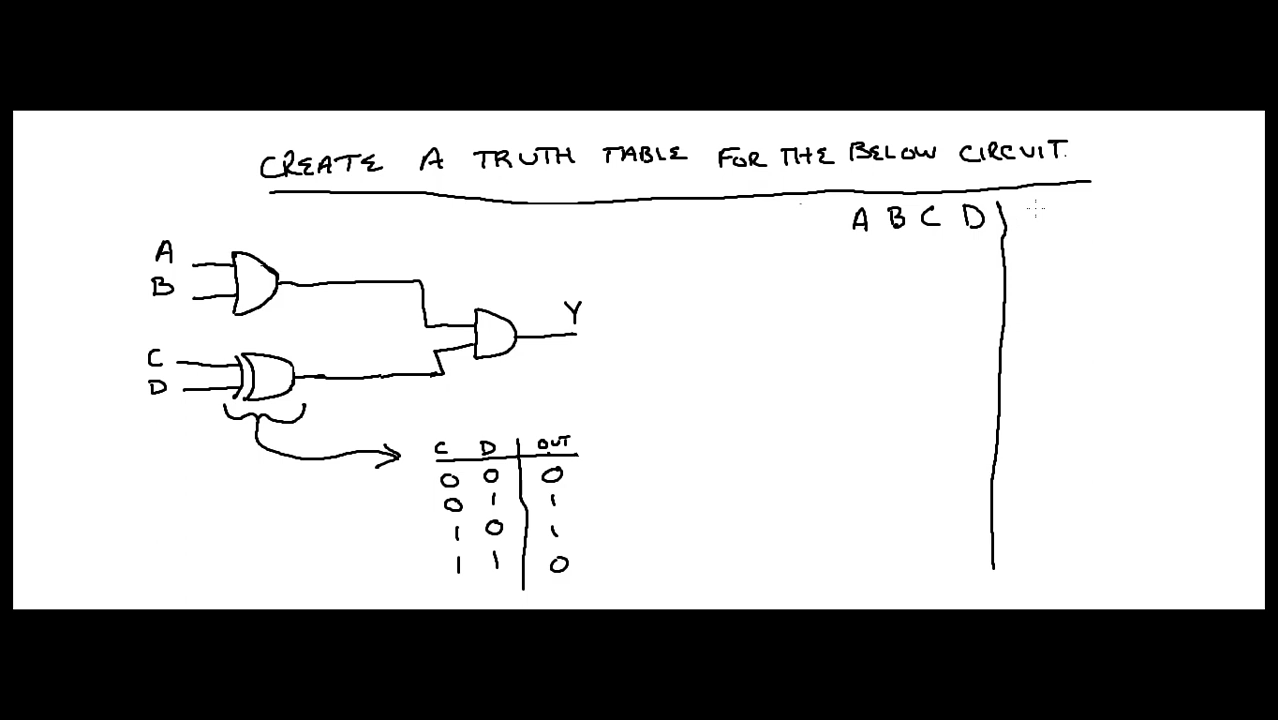 CREATE A TRUTH TABLE FOR THE BELOW CIRCUIT.
A B C D
A
B
Y
C
D
C D OUT
0 0 0
0 1 1
1 0 1
1 1 0